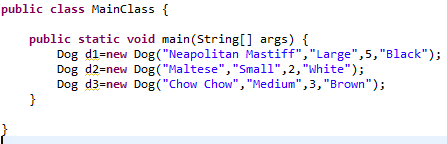 public class MainClass {
public static void main(String[] args) {
Dog d1=new Dog("Neapolitan Mastiff","Large",5,"Black");
Dog d2=new Dog("Maltese","Small",2,"White");
Dog d3=new Dog("Chow Chow","Medium",3,"Brown");
}
}